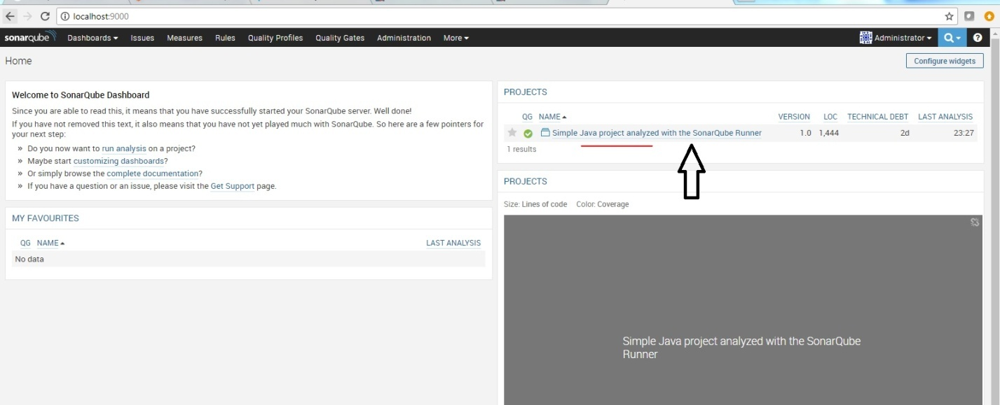 localhost:9000
sonarqube Dashboards Issues Measures Rules Quality Profiles Quality Gates Administration More Administrator
Home
Configure widgets
Welcome to SonarQube Dashboard
Since you are able to read this, it means that you have successfully started your SonarQube server. Well done!
If you have not removed this text, it also means that you have not yet played much with SonarQube. So here are a few pointers for
your next step:
» Do you now want to run analysis on a project?
» Maybe start customizing dashboards?
» Or simply browse the complete documentation?
» If you have a question or an issue, please visit the Get Support page.
MY FAVOURITES
QG NAME LAST ANALYSIS
No data
PROJECTS
QG NAME VERSION LOC TECHNICAL DEBT LAST ANALYSIS
Simple Java project analyzed with the SonarQube Runner 1.0 1,444 2d 23:27
1 results
PROJECTS
Size: Lines of code Color: Coverage
Simple Java project analyzed with the SonarQube
Runner